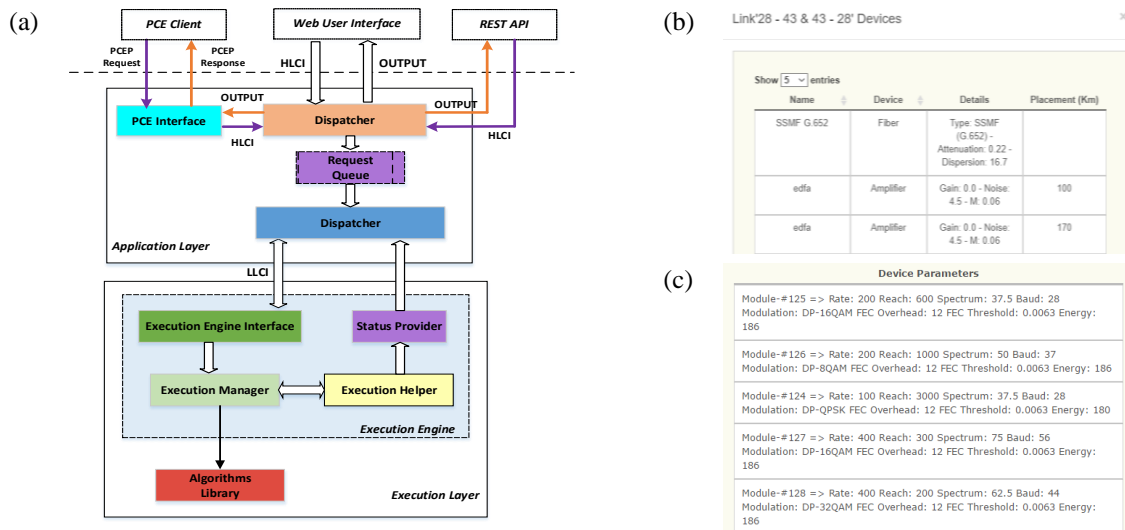 (a)
PCE Client
Web User Interface
REST API
PCEP
Request
PCEP
Response
HLCI
OUTPUT
OUTPUT
OUTPUT
PCE Interface
Dispatcher
HLCI
HLCI
Request
Queue
Dispatcher
Application Layer
LLCI
Execution Engine Interface
Status Provider
Execution Manager
Execution Helper
Execution Engine
Algorithms
Library
Execution Layer
(b)
Link'28 - 43 & 43 - 28' Devices
×
Show 5 entries
Name Device Details Placement (Km)
SSMF G.652 Fiber Type: SSMF
(G.652) -
Attenuation: 0.22 -
Dispersion: 16.7
edfa Amplifier Gain: 0.0 - Noise: 100
4.5 - M: 0.06
edfa Amplifier Gain: 0.0 - Noise: 170
4.5 - M: 0.06
(c)
Device Parameters
Module-#125 => Rate: 200 Reach: 600 Spectrum: 37.5 Baud: 28
Modulation: DP-16QAM FEC Overhead: 12 FEC Threshold: 0.0063 Energy:
186
Module-#126 => Rate: 200 Reach: 1000 Spectrum: 50 Baud: 37
Modulation: DP-8QAM FEC Overhead: 12 FEC Threshold: 0.0063 Energy: 186
Module-#124 => Rate: 100 Reach: 3000 Spectrum: 37.5 Baud: 28
Modulation: DP-QPSK FEC Overhead: 12 FEC Threshold: 0.0063 Energy: 180
Module-#127 => Rate: 400 Reach: 300 Spectrum: 75 Baud: 56
Modulation: DP-16QAM FEC Overhead: 12 FEC Threshold: 0.0063 Energy:
186
Module-#128 => Rate: 400 Reach: 200 Spectrum: 62.5 Baud: 44
Modulation: DP-32QAM FEC Overhead: 12 FEC Threshold: 0.0063 Energy:
186